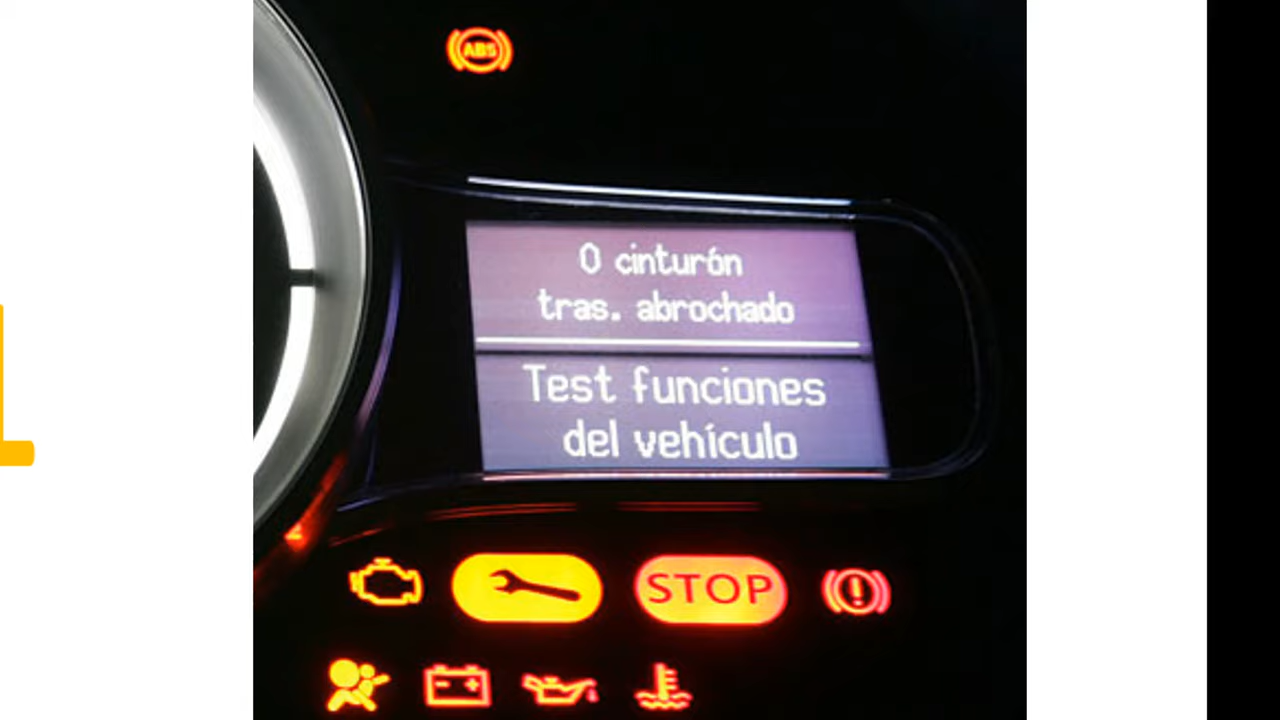 ABS
0 cinturón
tras. abrochado
Test funciones
del vehículo
STOP